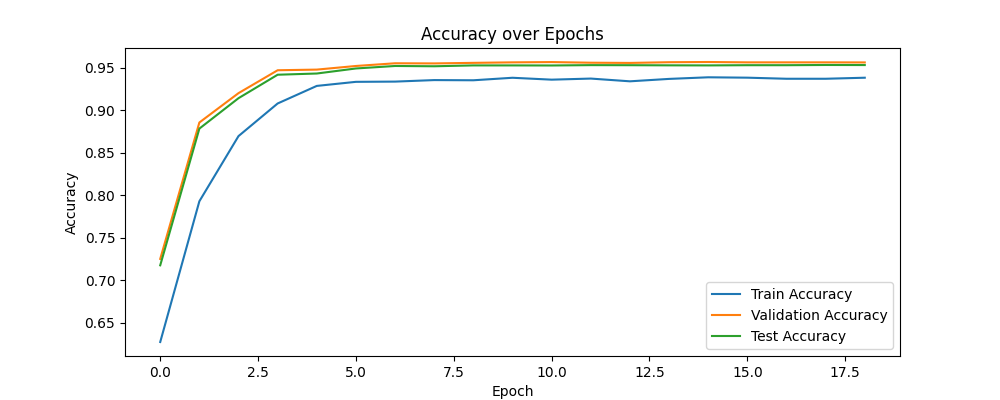 Accuracy over Epochs
Accuracy
0.95
0.90
0.85
0.80
0.75
0.70
0.65
Train Accuracy
Validation Accuracy
Test Accuracy
0.0 2.5 5.0 7.5 10.0 12.5 15.0 17.5
Epoch